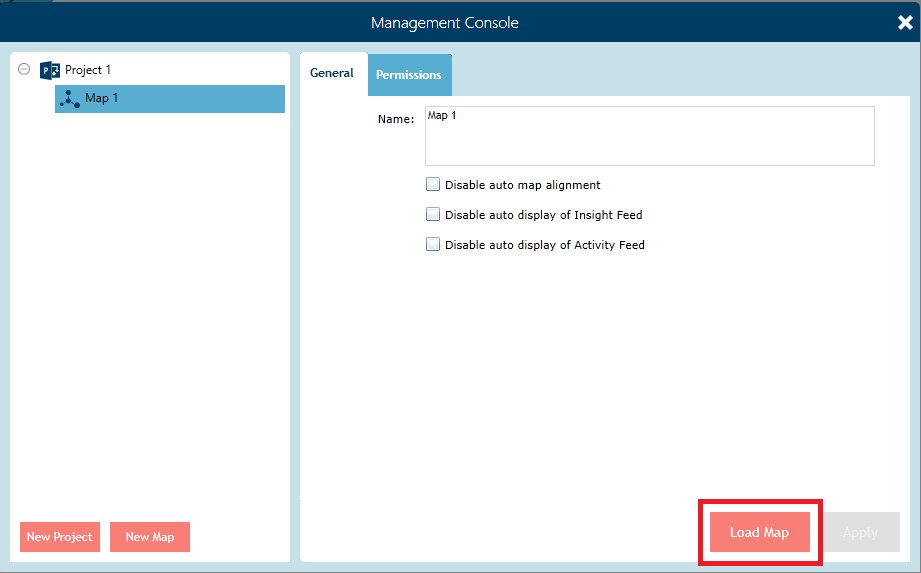 Management Console
Project 1
Map 1
General
Permissions
Name:
Map 1
Disable auto map alignment
Disable auto display of Insight Feed
Disable auto display of Activity Feed
New Project
New Map
Load Map
Apply